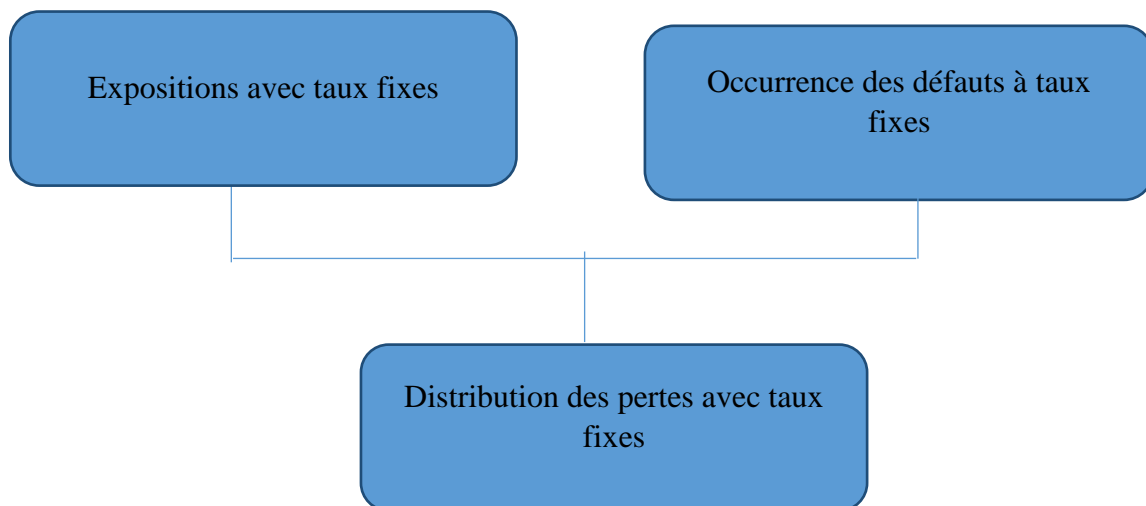 Expositions avec taux fixes
Occurrence des défauts à taux
fixes
Distribution des pertes avec taux
fixes